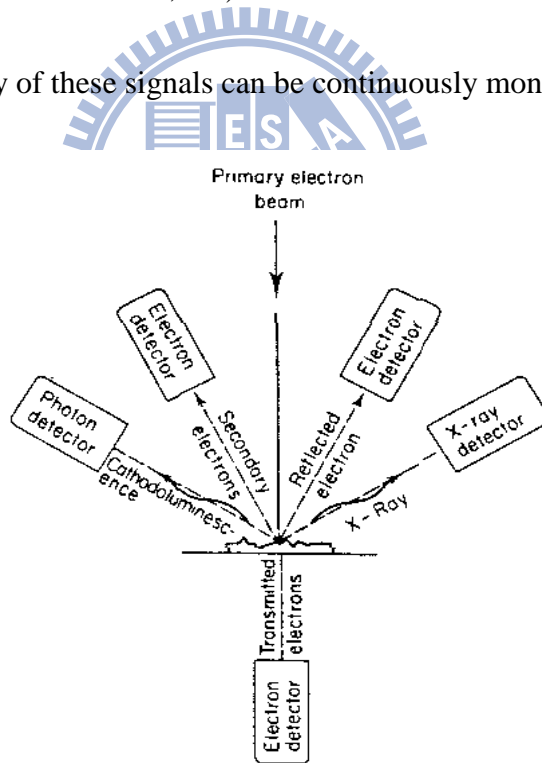 y of these signals can be continuously mon
ESA
Primary electron
beam
Electron
detector
Electron
detector
Photon
detector
X-ray
detector
Secondary
electrons
Reflected
electron
Cathodoluminesc-
ence
X-Ray
Transmitted
electrons
Electron
detector